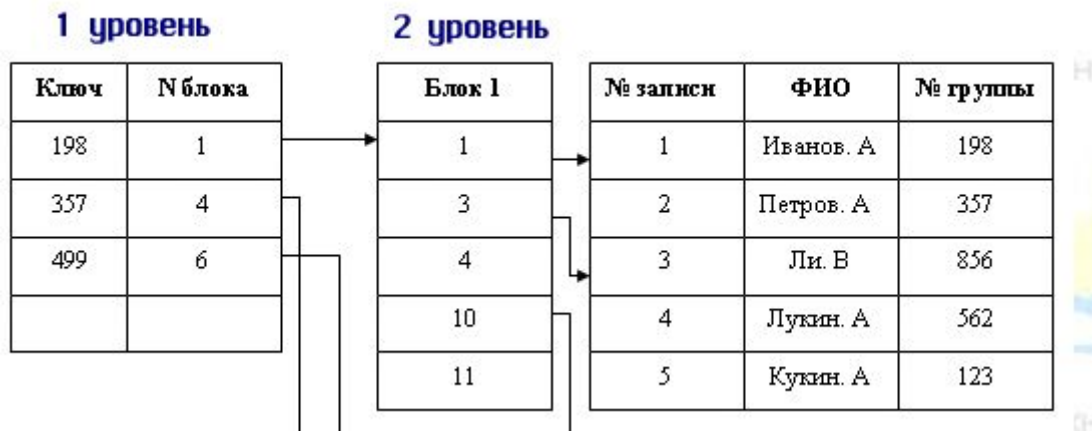 1 уровень 2 уровень
Ключ N блока Блок 1 № записи ФИО № группы
198 1 1 1 Иванов. А 198
357 4 3 2 Петров. А 357
499 6 4 3 Ли. В 856
10 4 Лукин. А 562
11 5 Кукин. А 123